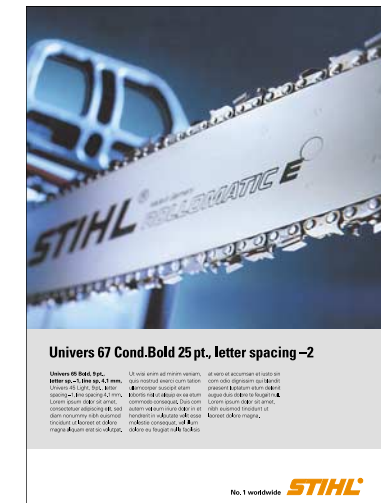 STIHL®
ROLLOMATIC E
Univers 67 Cond.Bold 25 pt., letter spacing –2
Univers 65 Bold, 9pt.,
letter sp. –1, line sp. 4,1 mm,
Univers 45 Light, 9pt., letter
spacing –1, line spacing 4,1 mm.
Lorem ipsum dolor sit amet,
consectetuer adipiscing elit, sed
diam nonummy nibh euismod
tincidunt ut laoreet et dolore
magna aliquam erat sic volutpat.
Ut wisi enim ad minim veniam,
quis nostrud exerci cum tation
ullamcorper suscipit etam
lobortis nisl ut aliquip ex ea etum
commodo consequat. Duis com
autem vel eum iriure dolor in et
hendrerit in vulputate velit esse
molestie consequat, vel illum
dolore eu feugiat nulla facilisis
at vero et accumsan et iusto sin
com odio dignissim qui blandit
praesent luptatum etum delenit
augue duis dolore te feugait null.
Lorem ipsum dolor sit amet,
nibh euismod tincidunt ut
laoreet dolore magna.
No. 1 worldwide
STIHL®